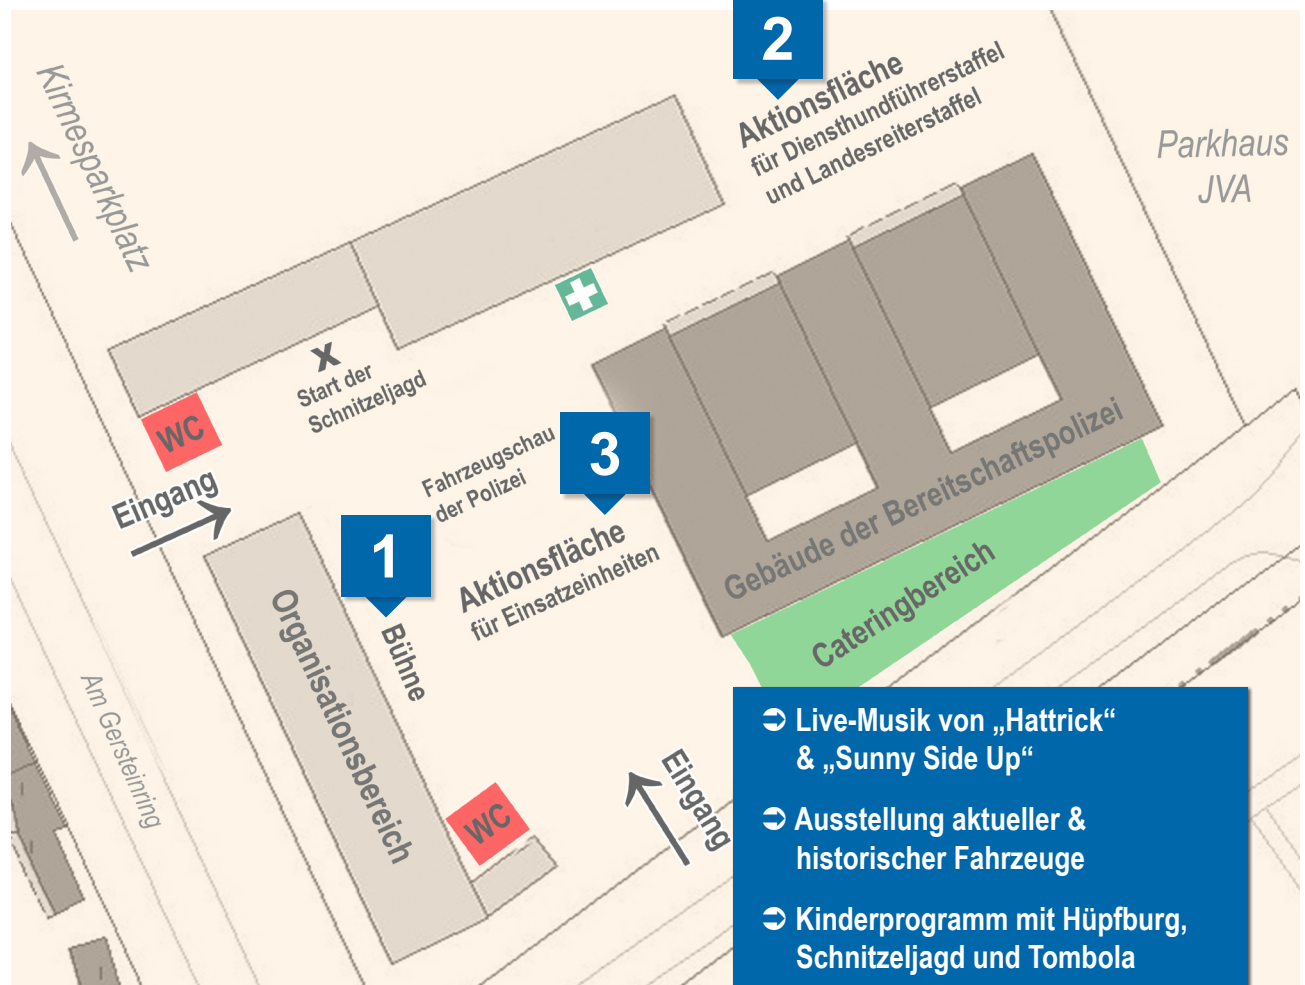 2
Aktionsfläche
für Diensthundführerstaffel
und Landesreiterstaffel
Kirmesparkplatz
Parkhaus
JVA
x
Start der
Schnitzeljagd
WC
Eingang
Fahrzeugschau
der Polizei
3
Aktionsfläche
für Einsatzeinheiten
1
Bühne
Organisationsbereich
Gebäude der Bereitschaftspolizei
Cateringbereich
Am Gersteinring
WC
Eingang
➲ Live-Musik von „Hattrick“
& „Sunny Side Up“
➲ Ausstellung aktueller &
historischer Fahrzeuge
➲ Kinderprogramm mit Hüpfburg,
Schnitzeljagd und Tombola